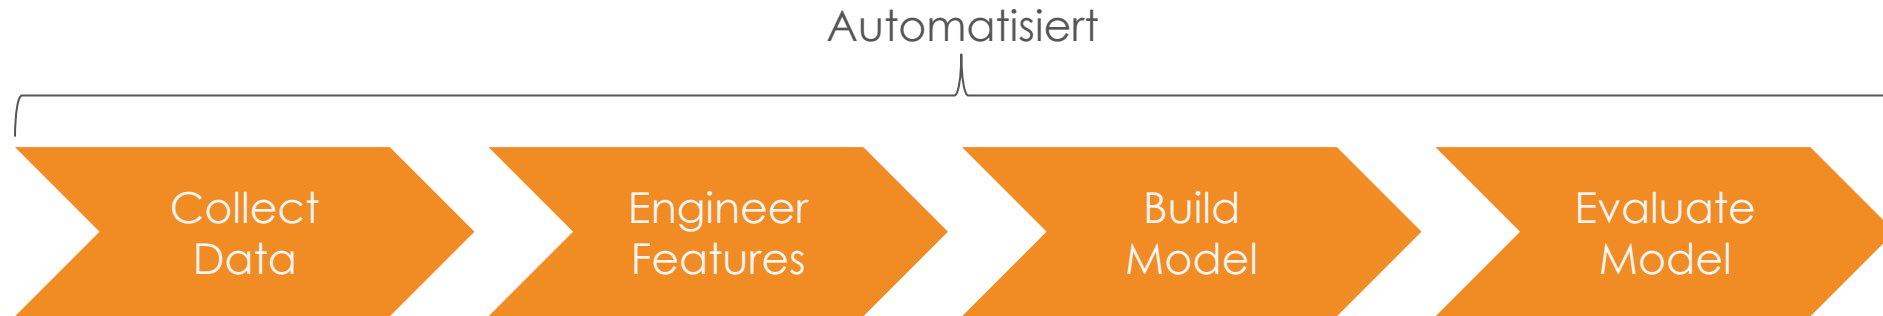 Automatisiert
Collect
Data
Engineer
Features
Build
Model
Evaluate
Model